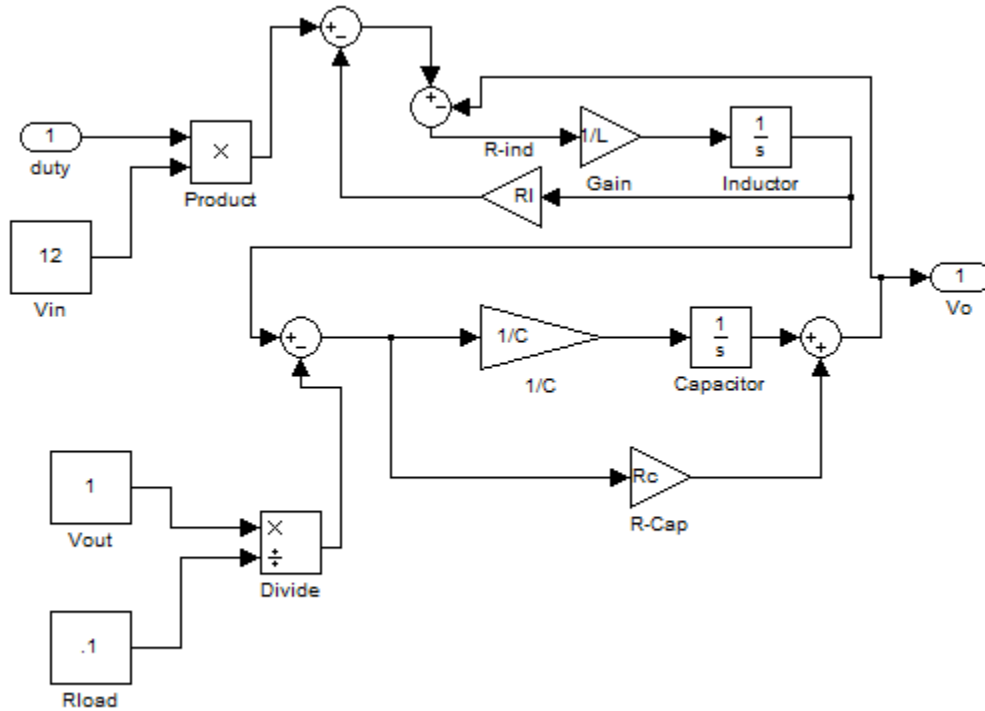 1
duty
×
Product
12
Vin
R-ind
1/L
Gain
1
s
Inductor
Rl
1/C
1/C
1
s
Capacitor
1
Vo
Rc
R-Cap
1
Vout
×
÷
Divide
.1
Rload